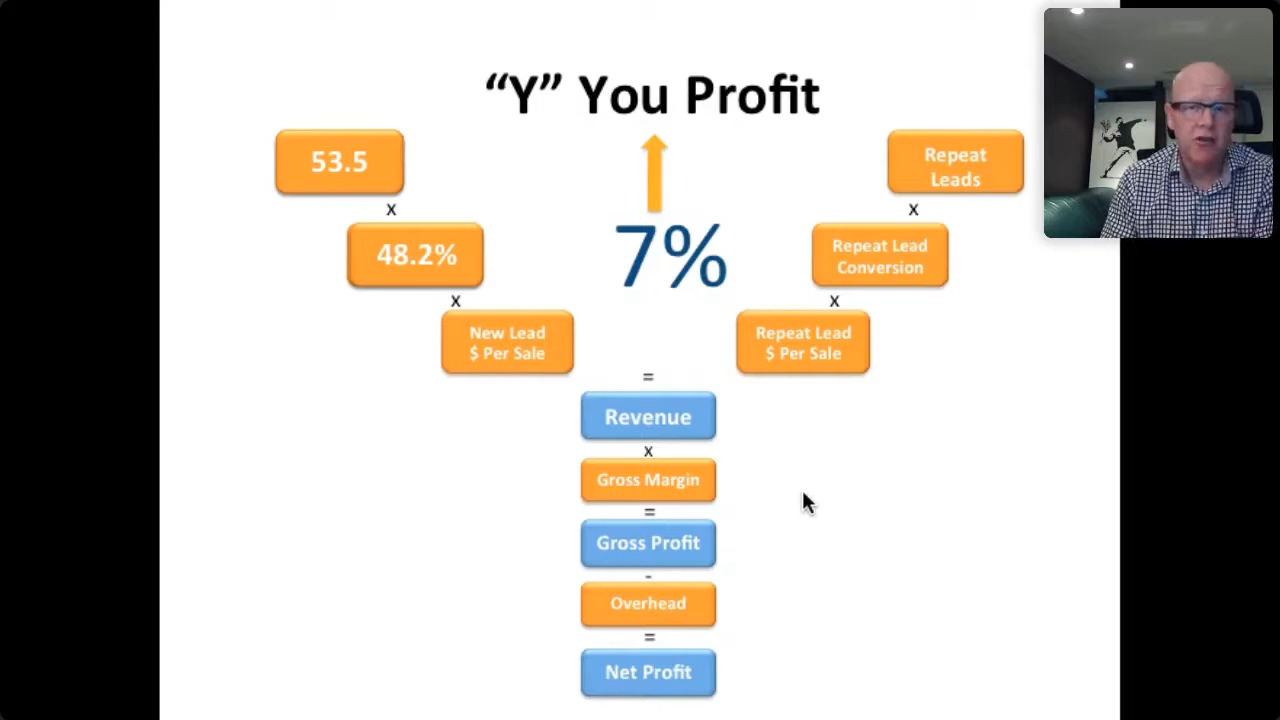 “Y” You Profit
53.5
x
48.2%
x
New Lead
$ Per Sale
7%
Repeat
Leads
x
Repeat Lead
Conversion
x
Repeat Lead
$ Per Sale
=
Revenue
x
Gross Margin
=
Gross Profit
-
Overhead
=
Net Profit